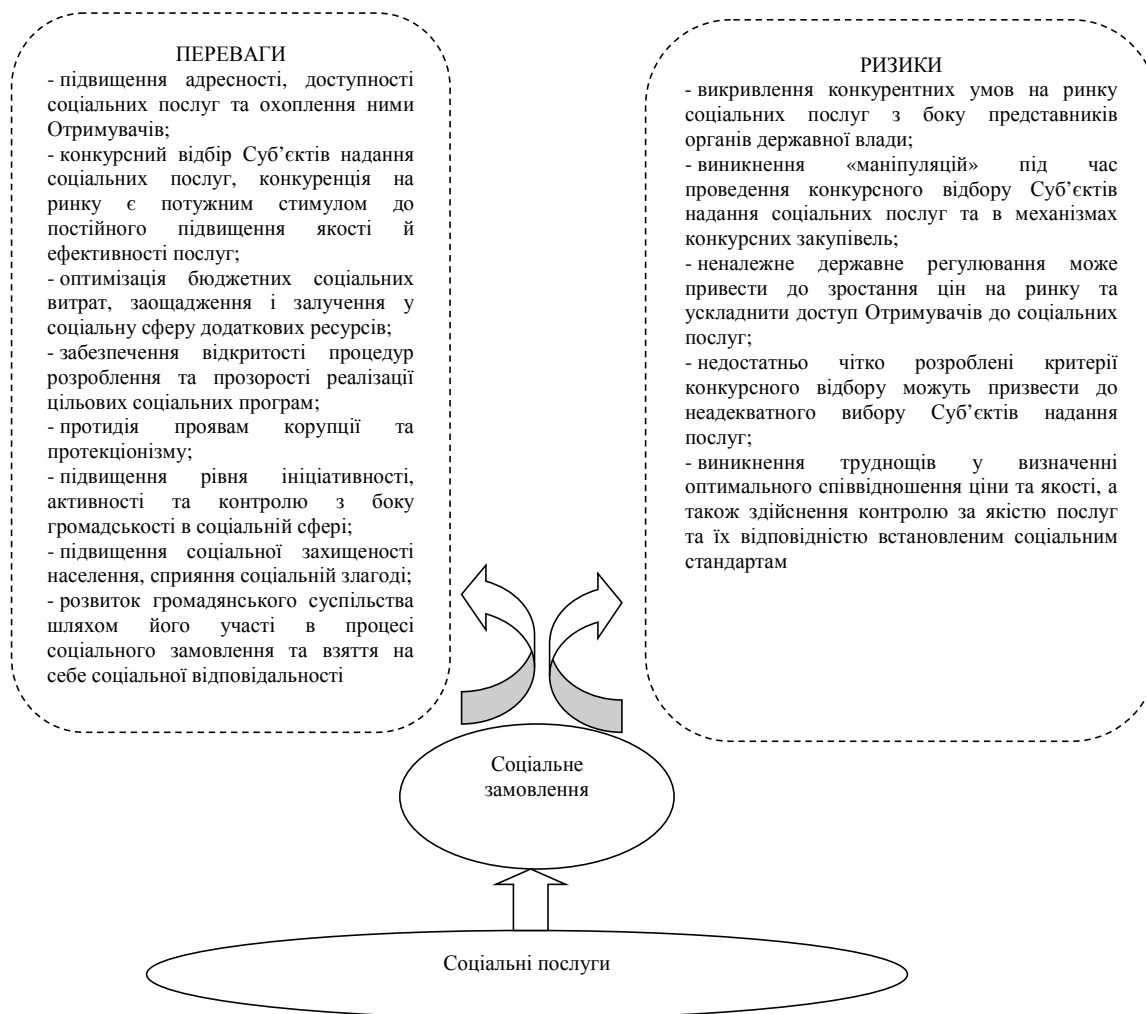 ПЕРЕВАГИ
- підвищення адресності, доступності
соціальних послуг та охоплення ними
Отримувачів;
- конкурсний відбір Суб’єктів надання
соціальних послуг, конкуренція на
ринку є потужним стимулом до
постійного підвищення якості й
ефективності послуг;
- оптимізація бюджетних соціальних
витрат, заощадження і залучення у
соціальну сферу додаткових ресурсів;
- забезпечення відкритості процедур
розроблення та прозорості реалізації
цільових соціальних програм;
- протидія проявам корупції та
протекціонізму;
- підвищення рівня ініціативності,
активності та контролю з боку
громадськості в соціальній сфері;
- підвищення соціальної захищеності
населення, сприяння соціальній злагоді;
- розвиток громадянського суспільства
шляхом його участі в процесі
соціального замовлення та взяття на
себе соціальної відповідальності
РИЗИКИ
- викривлення конкурентних умов на ринку
соціальних послуг з боку представників
органів державної влади;
- виникнення «маніпуляцій» під час
проведення конкурсного відбору Суб’єктів
надання соціальних послуг та в механізмах
конкурсних закупівель;
- неналежне державне регулювання може
привести до зростання цін на ринку та
ускладнити доступ Отримувачів до соціальних
послуг;
- недостатньо чітко розроблені критерії
конкурсного відбору можуть призвести до
неадекватного вибору Суб’єктів надання
послуг;
- виникнення труднощів у визначенні
оптимального співвідношення ціни та якості, а
також здійснення контролю за якістю послуг
та їх відповідністю встановленим соціальним
стандартам
Соціальне
замовлення
Соціальні послуги